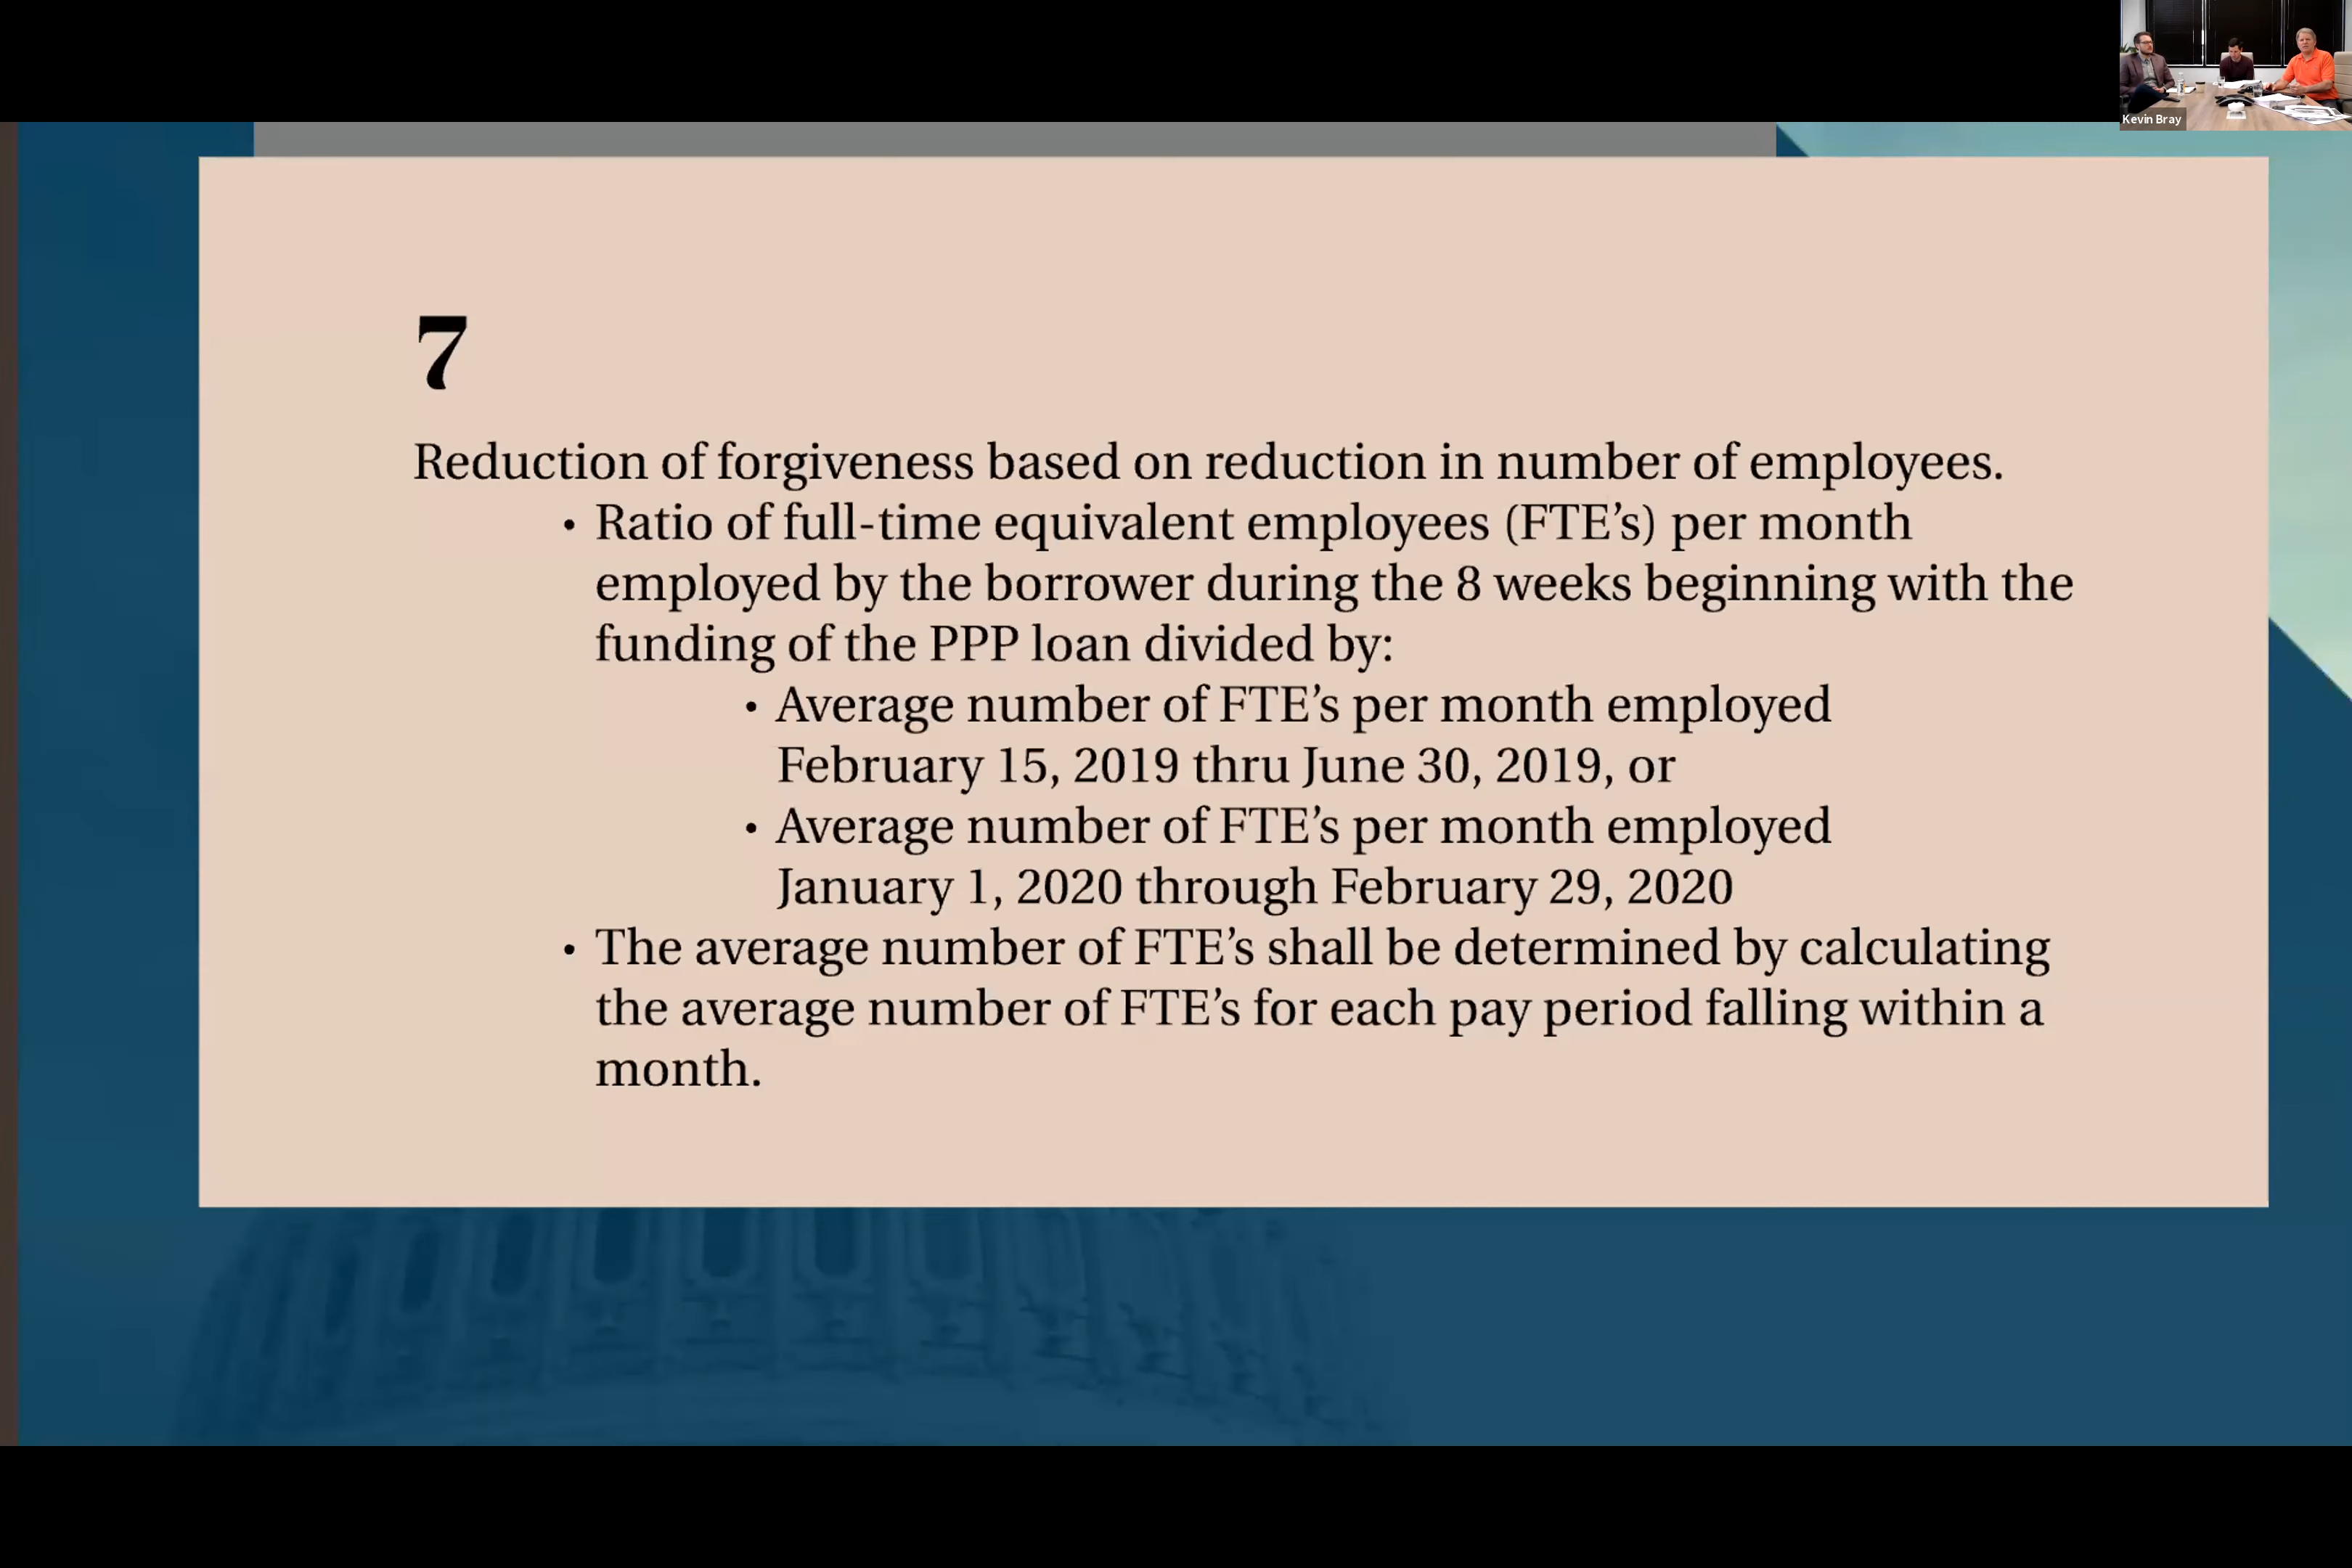 Kevin Bray
7
Reduction of forgiveness based on reduction in number of employees.
• Ratio of full-time equivalent employees (FTE’s) per month
employed by the borrower during the 8 weeks beginning with the
funding of the PPP loan divided by:
• Average number of FTE’s per month employed
February 15, 2019 thru June 30, 2019, or
• Average number of FTE’s per month employed
January 1, 2020 through February 29, 2020
• The average number of FTE’s shall be determined by calculating
the average number of FTE’s for each pay period falling within a
month.